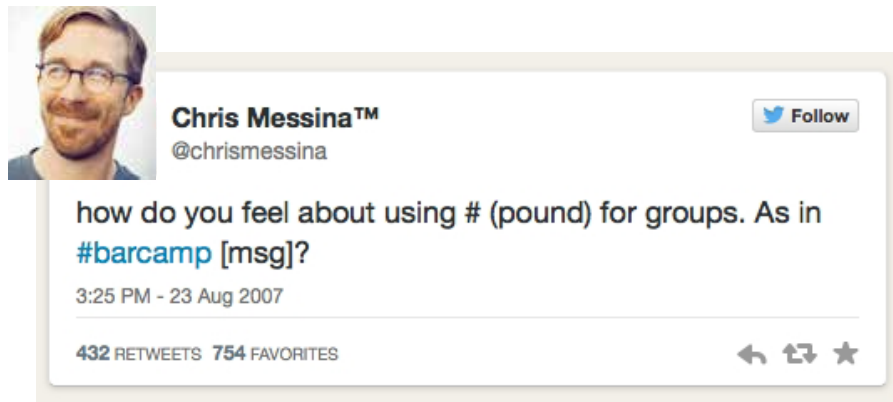 Chris Messina™
Follow
@chrismessina
how do you feel about using # (pound) for groups. As in
#barcamp [msg]?
3:25 PM - 23 Aug 2007
432 RETWEETS 754 FAVORITES